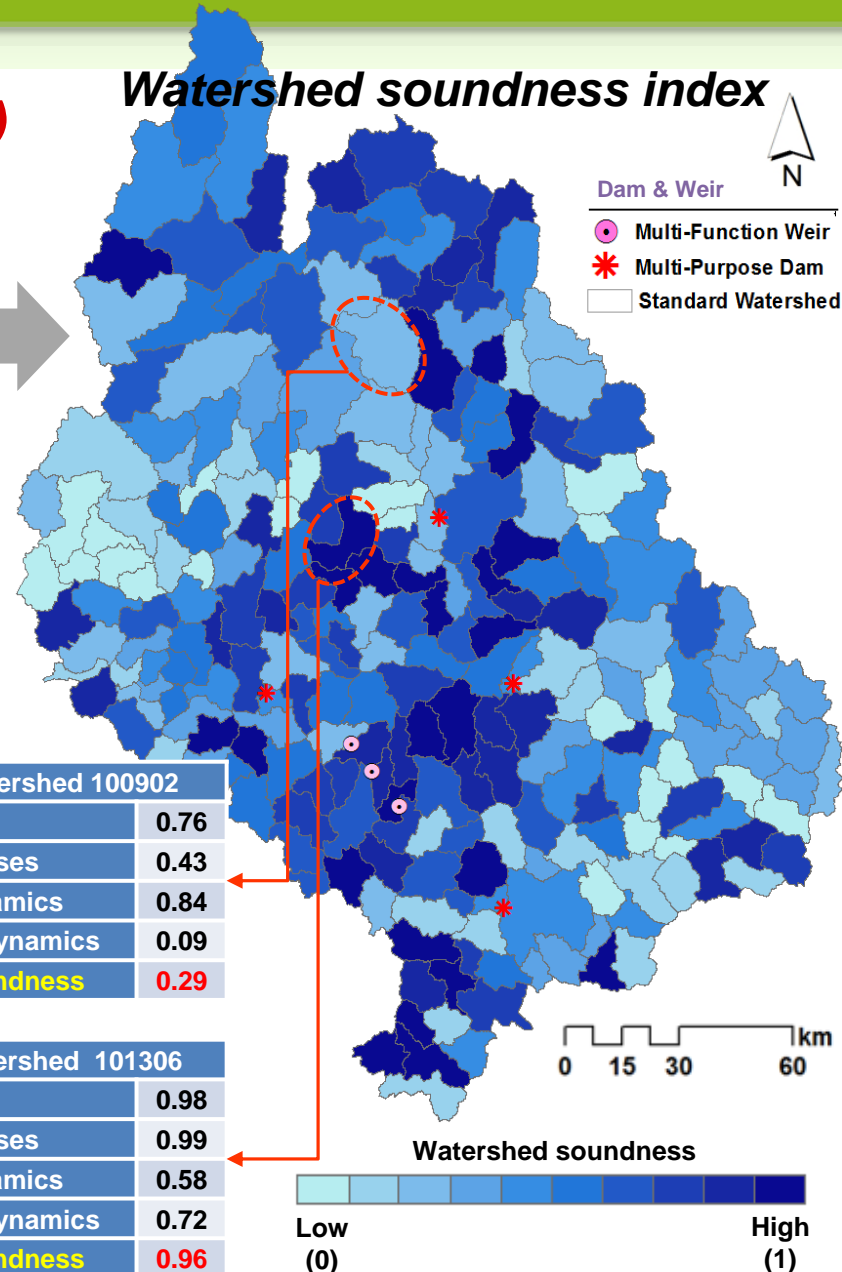 Watershed soundness index
N
Dam & Weir
Multi-Function Weir
Multi-Purpose Dam
Standard Watershed
ershed 100902
0.76
ses 0.43
amics 0.84
ynamics 0.09
ndness 0.29
ershed 101306
0.98
ses 0.99
amics 0.58
ynamics 0.72
ndness 0.96
km
0 15 30 60
Watershed soundness
Low High
(0) (1)